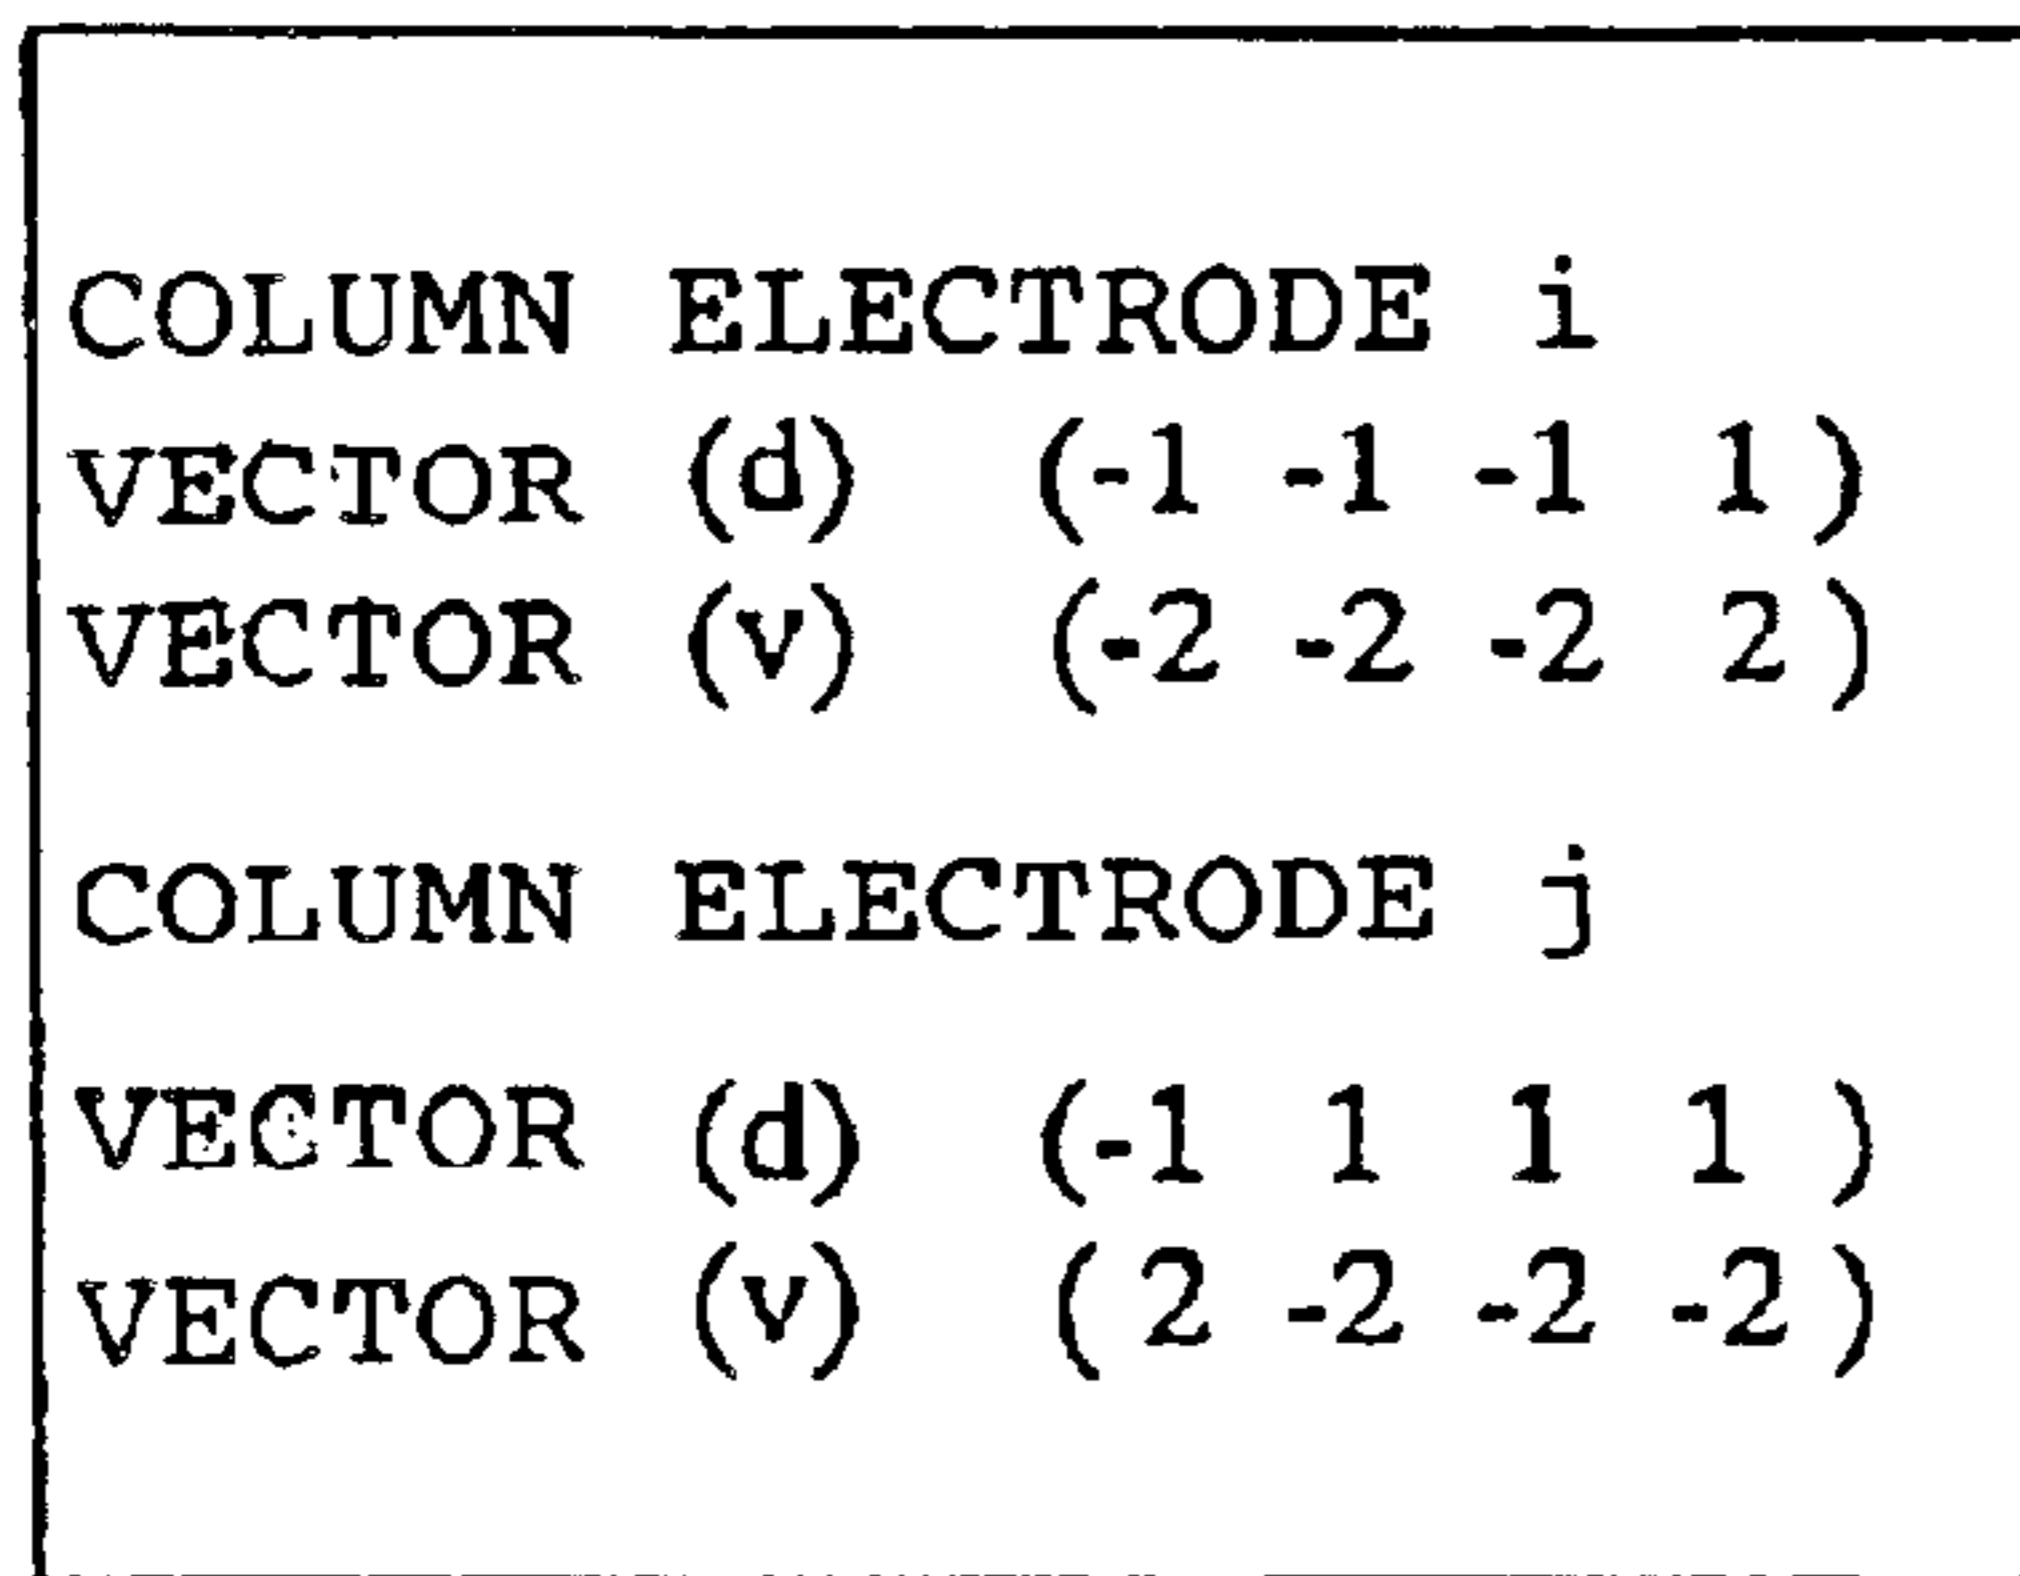 COLUMN ELECTRODE i
VECTOR (d) (-1 -1 -1 1)
VECTOR (v) (-2 -2 -2 2)
COLUMN ELECTRODE j
VECTOR (d) (-1 1 1 1)
VECTOR (v) (2 -2 -2 -2)